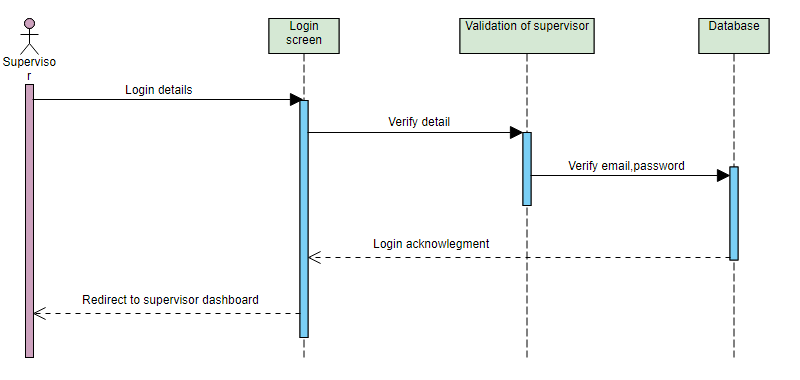 Login
screen
Validation of supervisor
Database
Superviso
r
Login details
Verify detail
Verify email,password
Login acknowlegment
Redirect to supervisor dashboard